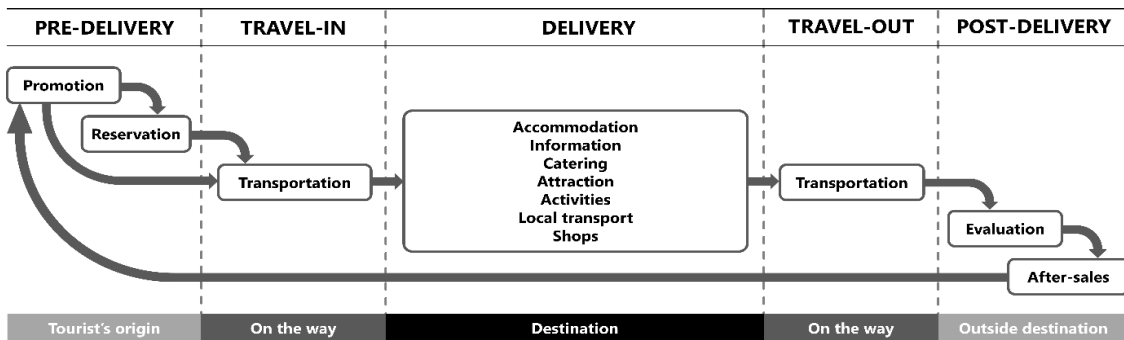 PRE-DELIVERY
TRAVEL-IN
DELIVERY
TRAVEL-OUT
POST-DELIVERY
Promotion
Reservation
Transportation
Accommodation
Information
Catering
Attraction
Activities
Local transport
Shops
Transportation
Evaluation
After-sales
Tourist's origin
On the way
Destination
On the way
Outside destination